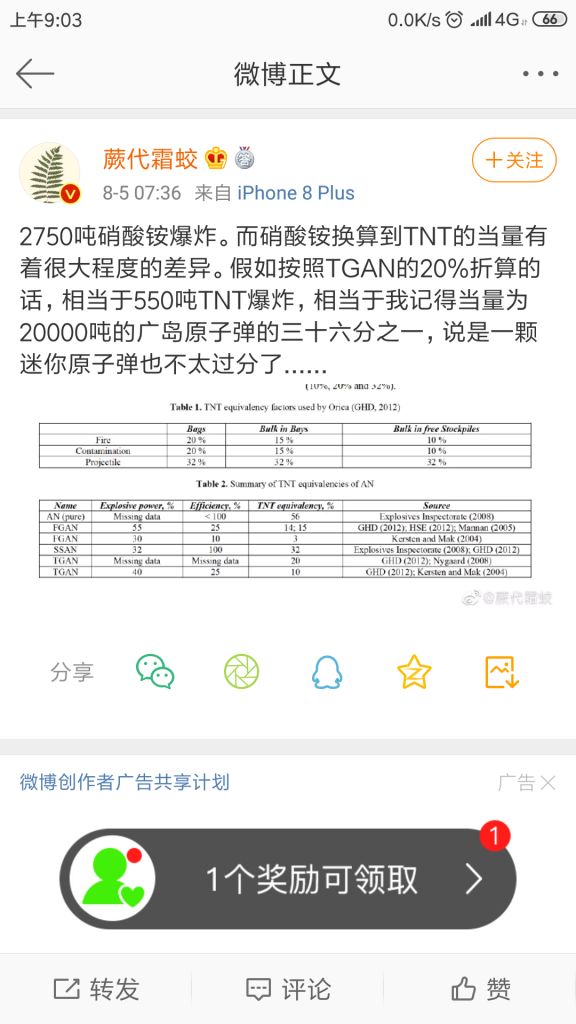 上午9:03 0.0K/s 4G 66
微博正文
蕨代霜蛟
+关注
8-5 07:36 来自 iPhone 8 Plus
2750吨硝酸铵爆炸。而硝酸铵换算到TNT的当量有
着很大程度的差异。假如按照TGAN的20%折算的
话，相当于550吨TNT爆炸，相当于我记得当量为
20000吨的广岛原子弹的三十六分之一，说是一颗
迷你原子弹也不太过分了……
(10%, 20% and 32%).
Table 1. TNT equivalency factors used by Orica (GHD, 2012)
Bags Bulk in Bays Bulk in free Stockpiles
Fire 20 % 15 % 10 %
Contamination 20 % 15 % 10 %
Projectile 32 % 32 % 32 %
Table 2. Summary of TNT equivalencies of AN
Name Explosive power, % Efficiency, % TNT equivalency, % Source
AN (pure) Missing data < 100 56 Explosives Inspectorate (2008)
FGAN 55 25 14; 15 GHD (2012); HSE (2012); Mannan (2005)
FGAN 30 10 3 Kersten and Mak (2004)
SSAN 32 100 32 Explosives Inspectorate (2008); GHD (2012)
TGAN Missing data Missing data 20 GHD (2012); Nygaard (2008)
TGAN 40 25 10 GHD (2012); Kersten and Mak (2004)
@蕨代霜蛟
分享
微博创作者广告共享计划
广告
1个奖励可领取
1
转发 评论 赞